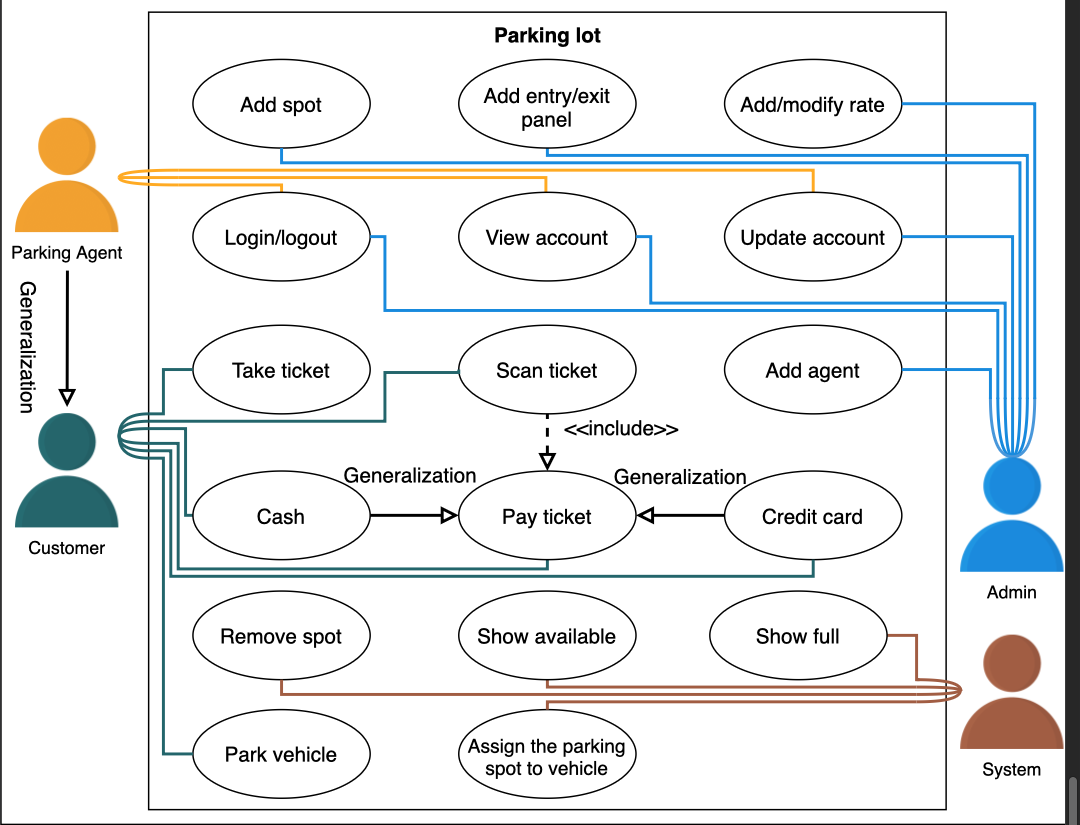 Parking lot
Add spot
Add entry/exit
panel
Add/modify rate
Parking Agent
Login/logout
View account
Update account
Generalization
Take ticket
Scan ticket
Add agent
<<include>>
Customer
Generalization
Generalization
Cash
Pay ticket
Credit card
Admin
Remove spot
Show available
Show full
Park vehicle
Assign the parking
spot to vehicle
System